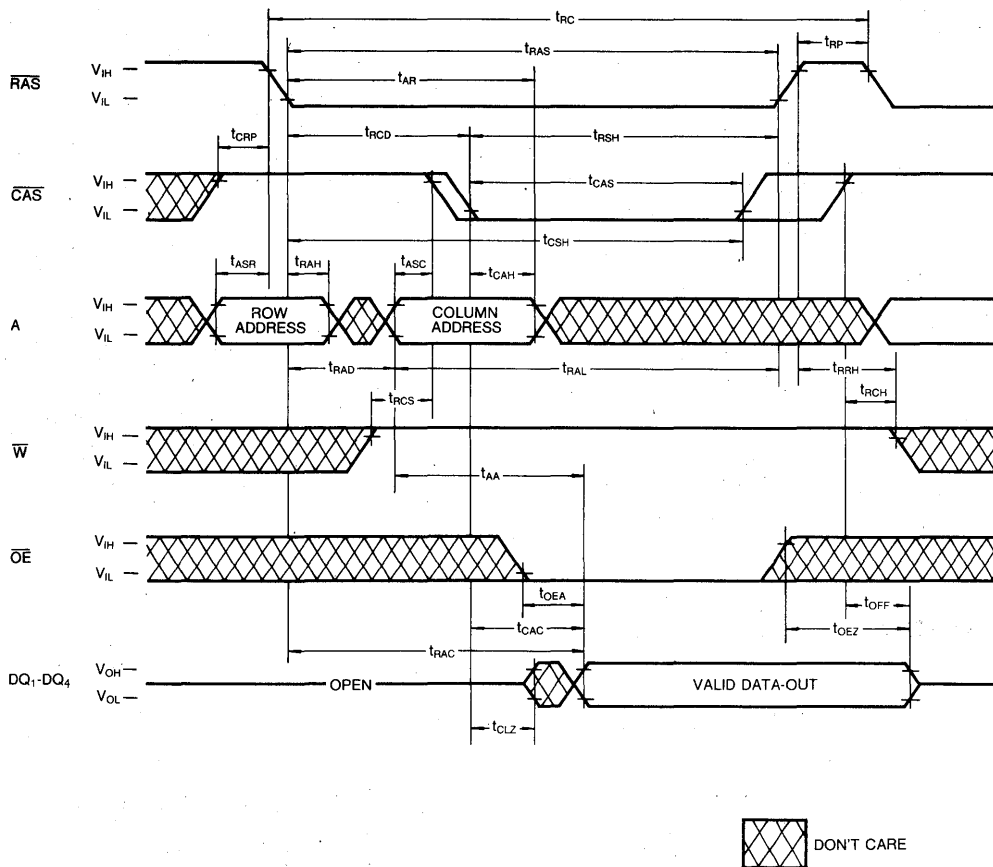 tRC
tRAS
tRP
RAS
VIH
VIL
tAR
tCRP
tRCD
tRSH
CAS
VIH
VIL
tCAS
tCSH
tASR
tRAH
tASC
tCAH
A
VIH
VIL
ROW
ADDRESS
COLUMN
ADDRESS
tRAD
tRAL
tRRH
tRCS
tRCH
W
VIH
VIL
tAA
OE
VIH
VIL
tOEA
tOFF
tCAC
tOEZ
tRAC
DQ1-DQ4
VOH
VOL
OPEN
VALID DATA-OUT
tCLZ
DON'T CARE